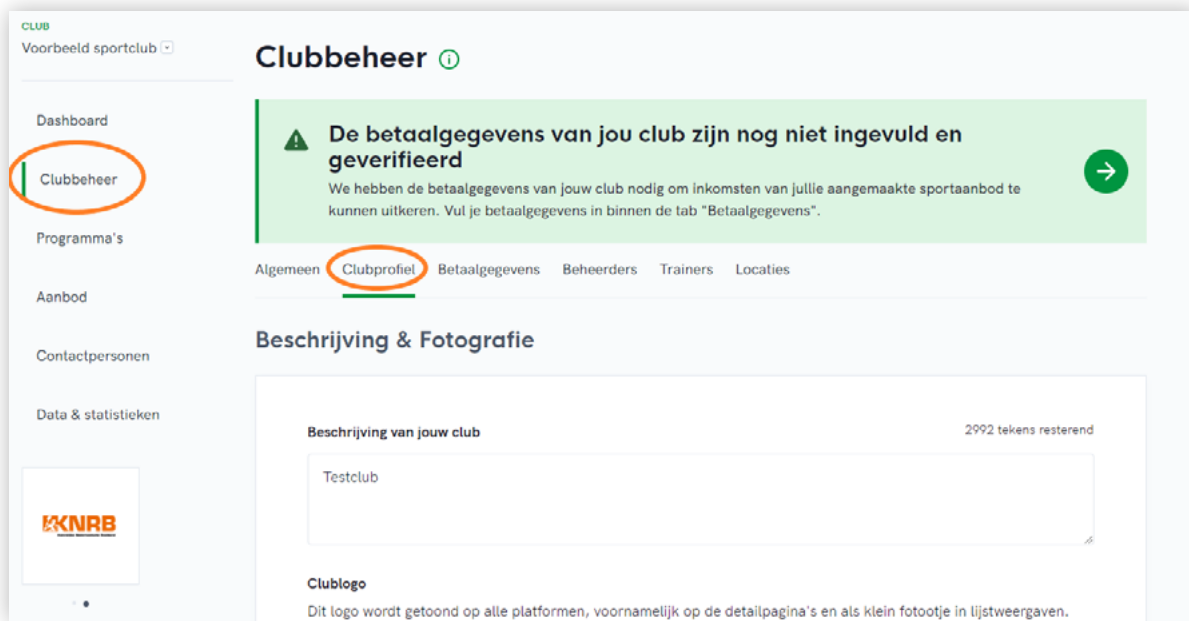 CLUB
Voorbeeld sportclub
Clubbeheer
De betaalgegevens van jou club zijn nog niet ingevuld en
geverifieerd
We hebben de betaalgegevens van jouw club nodig om inkomsten van jullie aangemaakte sportaanbod te
kunnen uitkeren. Vul je betaalgegevens in binnen de tab "Betaalgegevens".
Dashboard
Clubbeheer
Programma's
Aanbod
Contactpersonen
Data & statistieken
KNRB
Algemeen Clubprofiel Betaalgegevens Beheerders Trainers Locaties
Beschrijving & Fotografie
Beschrijving van jouw club 2992 tekens resterend
Testclub
Clublogo
Dit logo wordt getoond op alle platformen, voornamelijk op de detailpagina's en als klein fotootje in lijstweergaven.